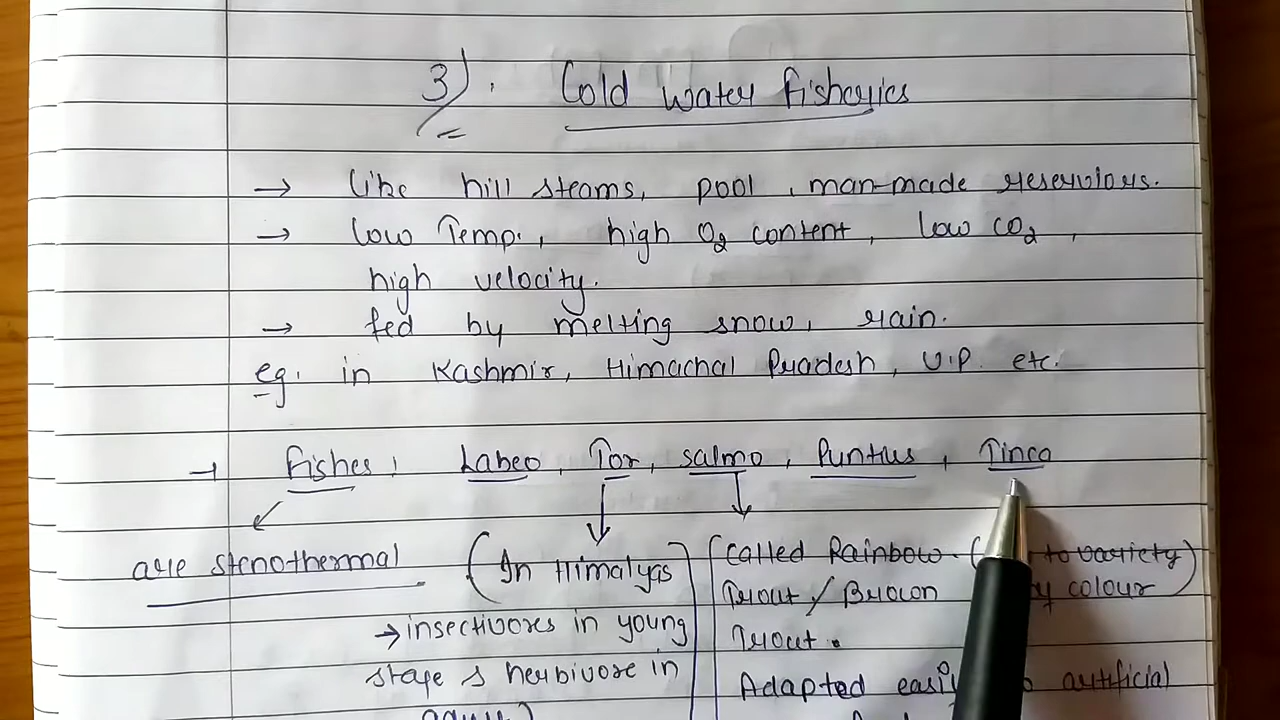 3). Cold Water Fisheries
→ like hill steams, pool, man-made reserviors.
→ low Temp., high O2 content, low CO2,
high velocity.
→ fed by melting snow, rain.
eg. in Kashmir, Himachal Pradesh, U.P. etc.
→ Fishes, Labeo, Tor, Salmo, Puntius, Tinca
are stenothermal
(In Himalyas
→ insectivores in young
stage & herbivore in
(called Rainbow (to variety)
Trout / Brown colour
Trout.
Adapted easily artificial